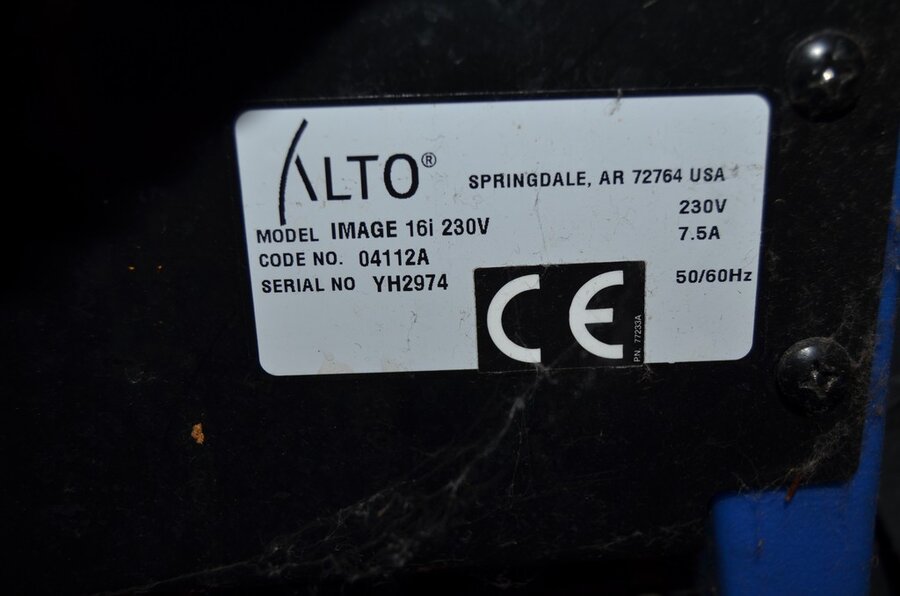 ALTO®
SPRINGDALE, AR 72764 USA
MODEL IMAGE 16i 230V
230V
7.5A
CODE NO. 04112A
SERIAL NO YH2974
50/60Hz
CE
P.N. 77233A